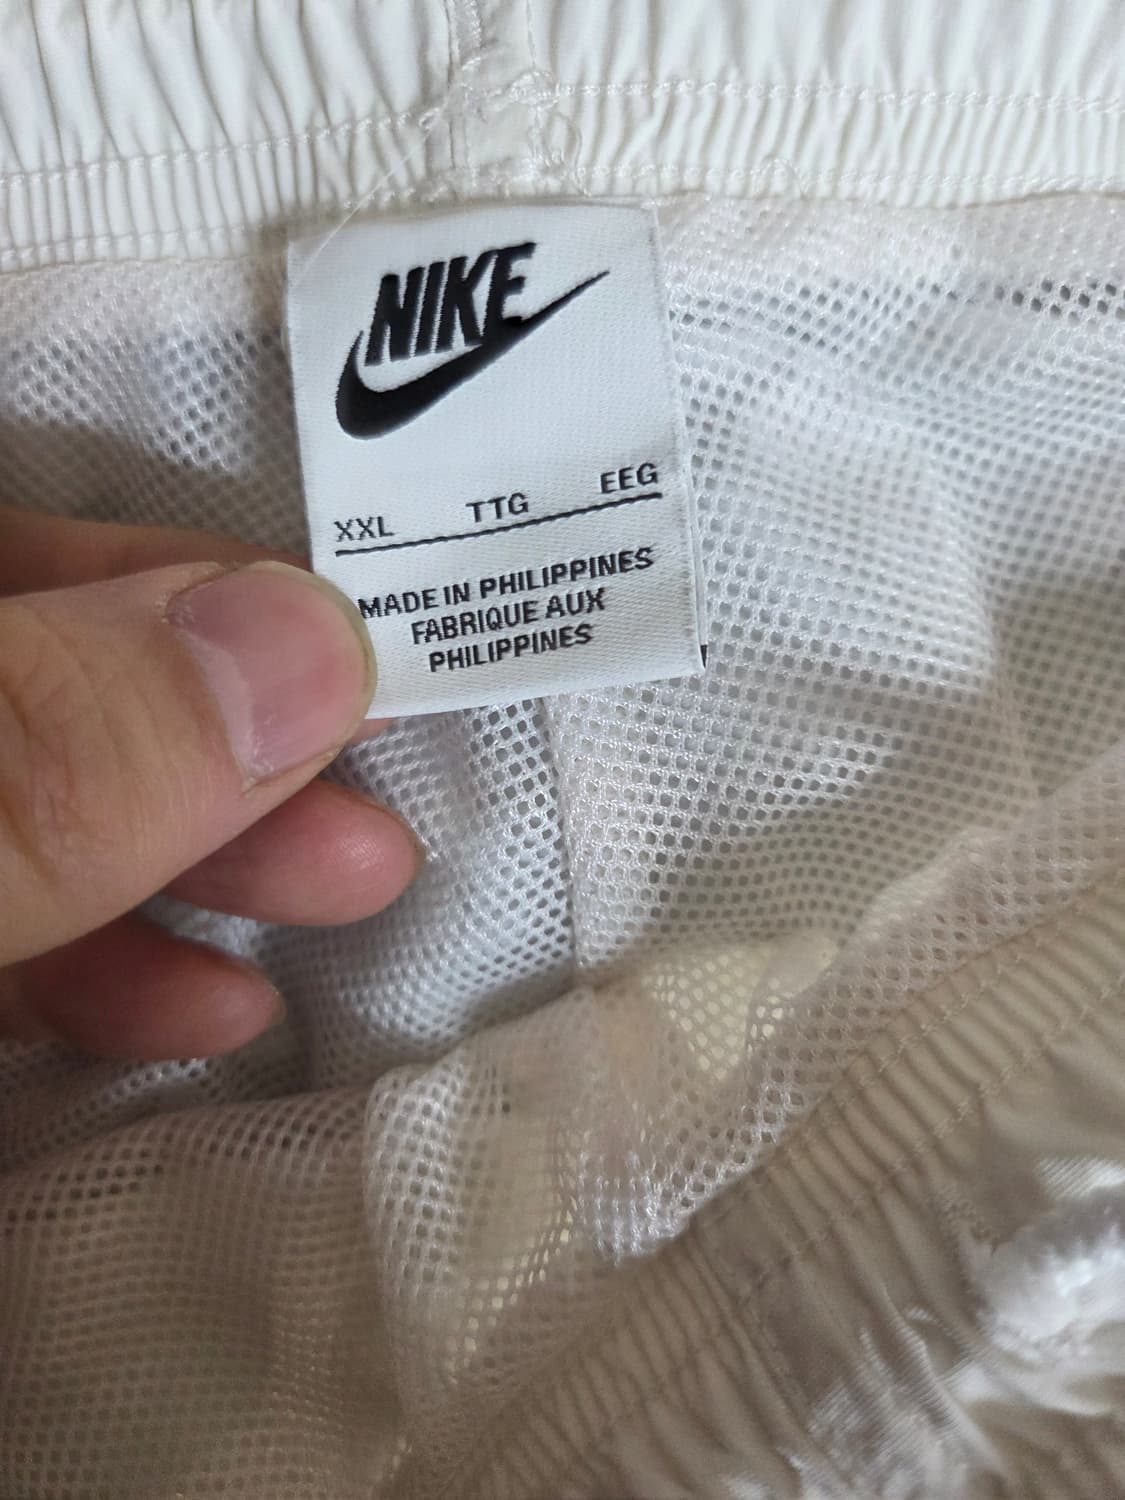 NIKE
XXL TTG EEG
MADE IN PHILIPPINES
FABRIQUE AUX
PHILIPPINES